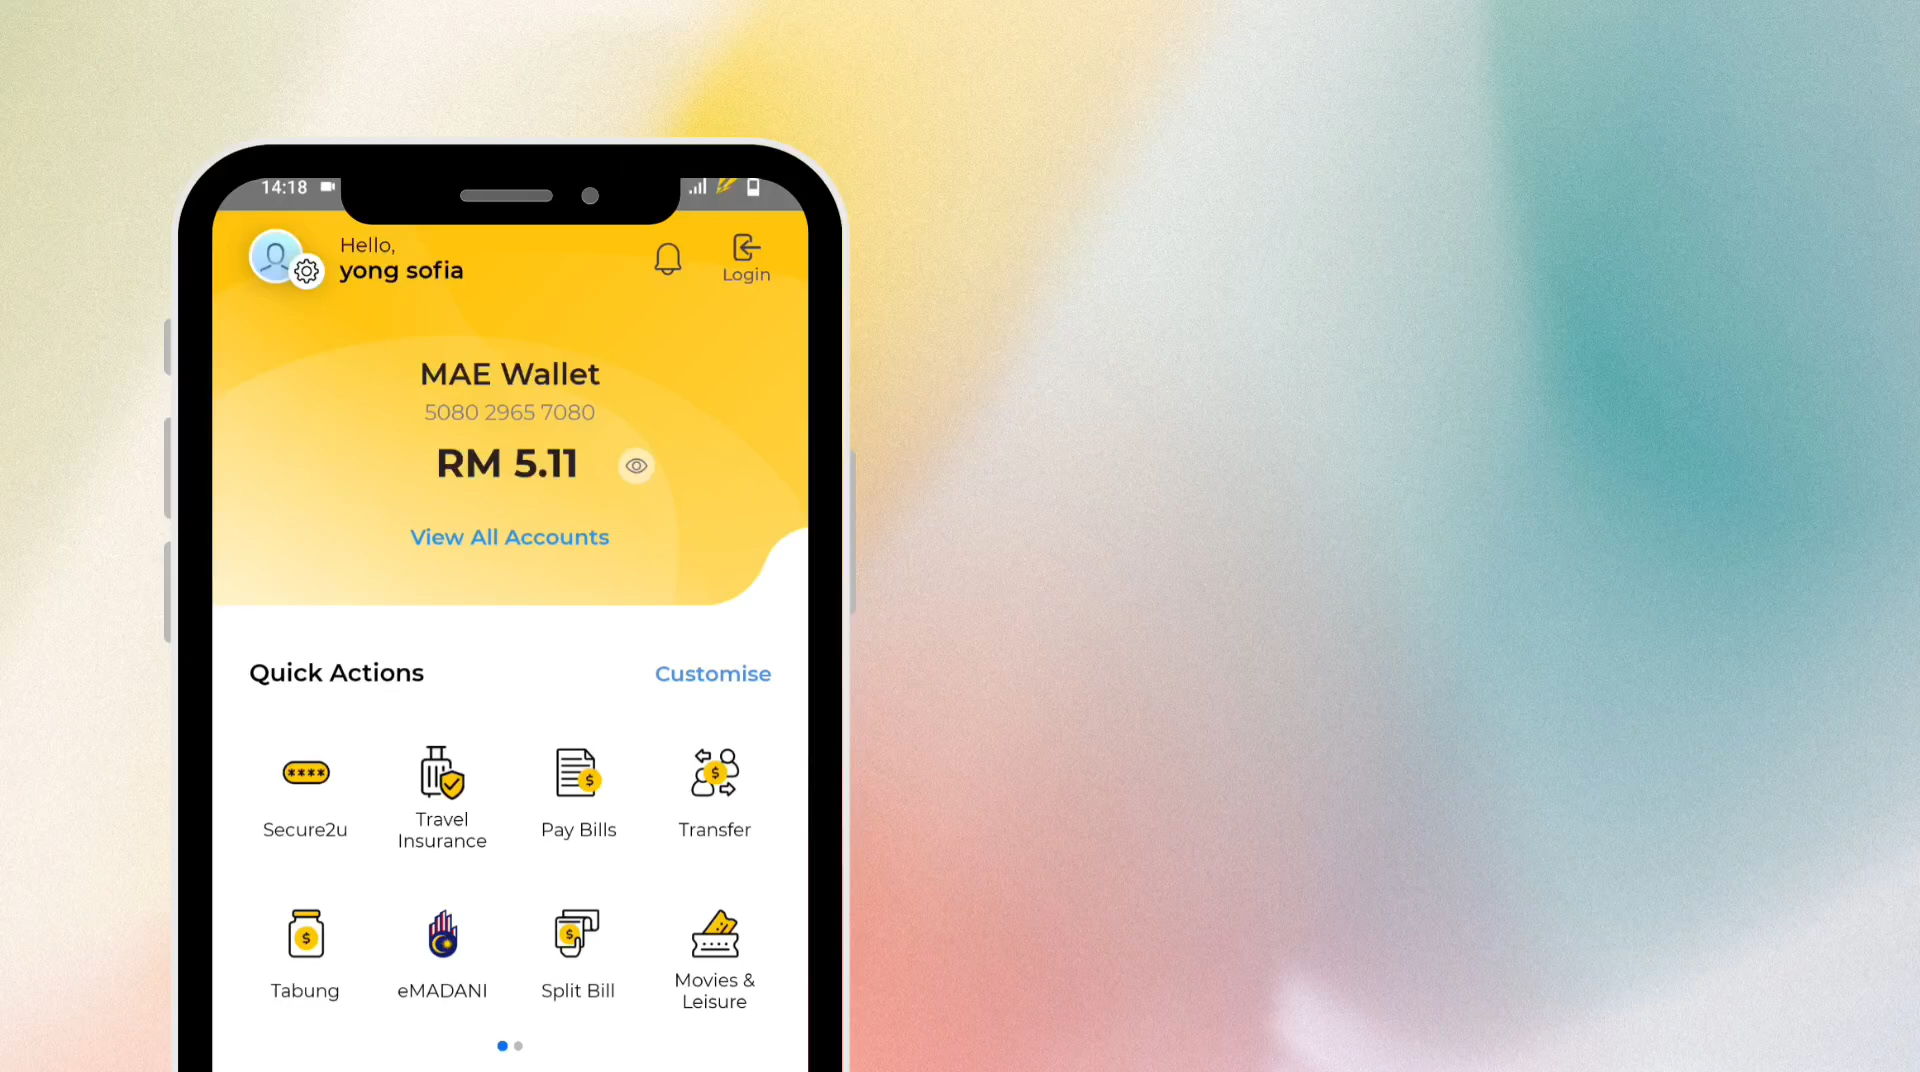 14:18
Hello,
yong sofia
Login
MAE Wallet
5080 2965 7080
RM 5.11
View All Accounts
Quick Actions
Customise
****
Secure2u
Travel
Insurance
$
Pay Bills
$
Transfer
$
Tabung
eMADANI
$
Split Bill
Movies &
Leisure